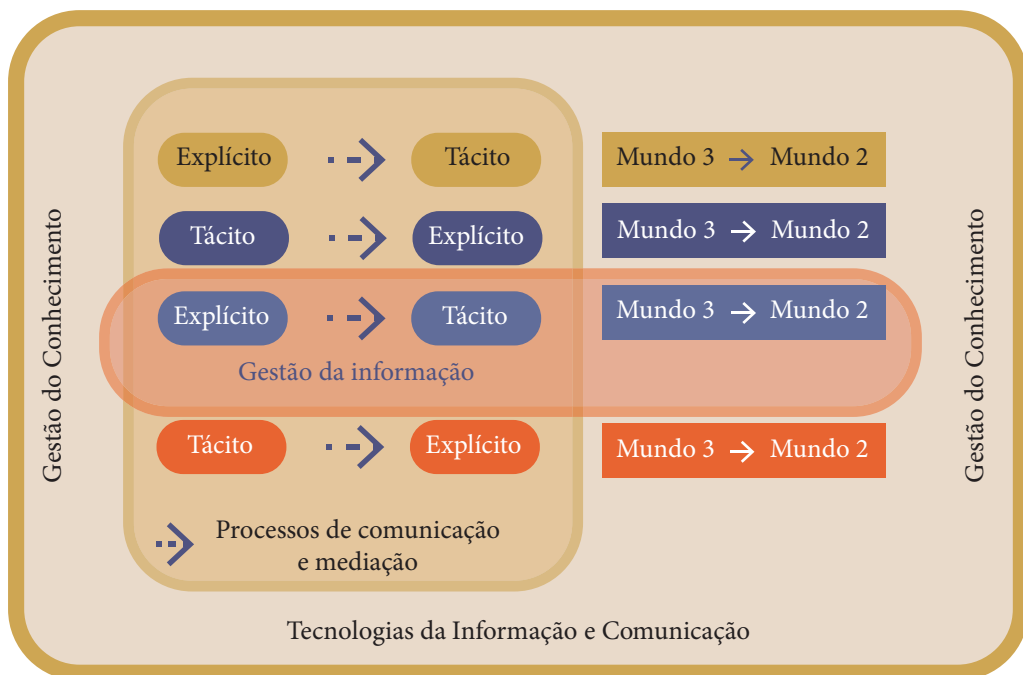 Explícito Tácito Mundo 3 → Mundo 2
Tácito Explícito Mundo 3 → Mundo 2
Explícito Tácito Mundo 3 → Mundo 2
Gestão da informação
Tácito Explícito Mundo 3 → Mundo 2
Processos de comunicação
e mediação
Gestão do Conhecimento
Gestão do Conhecimento
Tecnologias da Informação e Comunicação